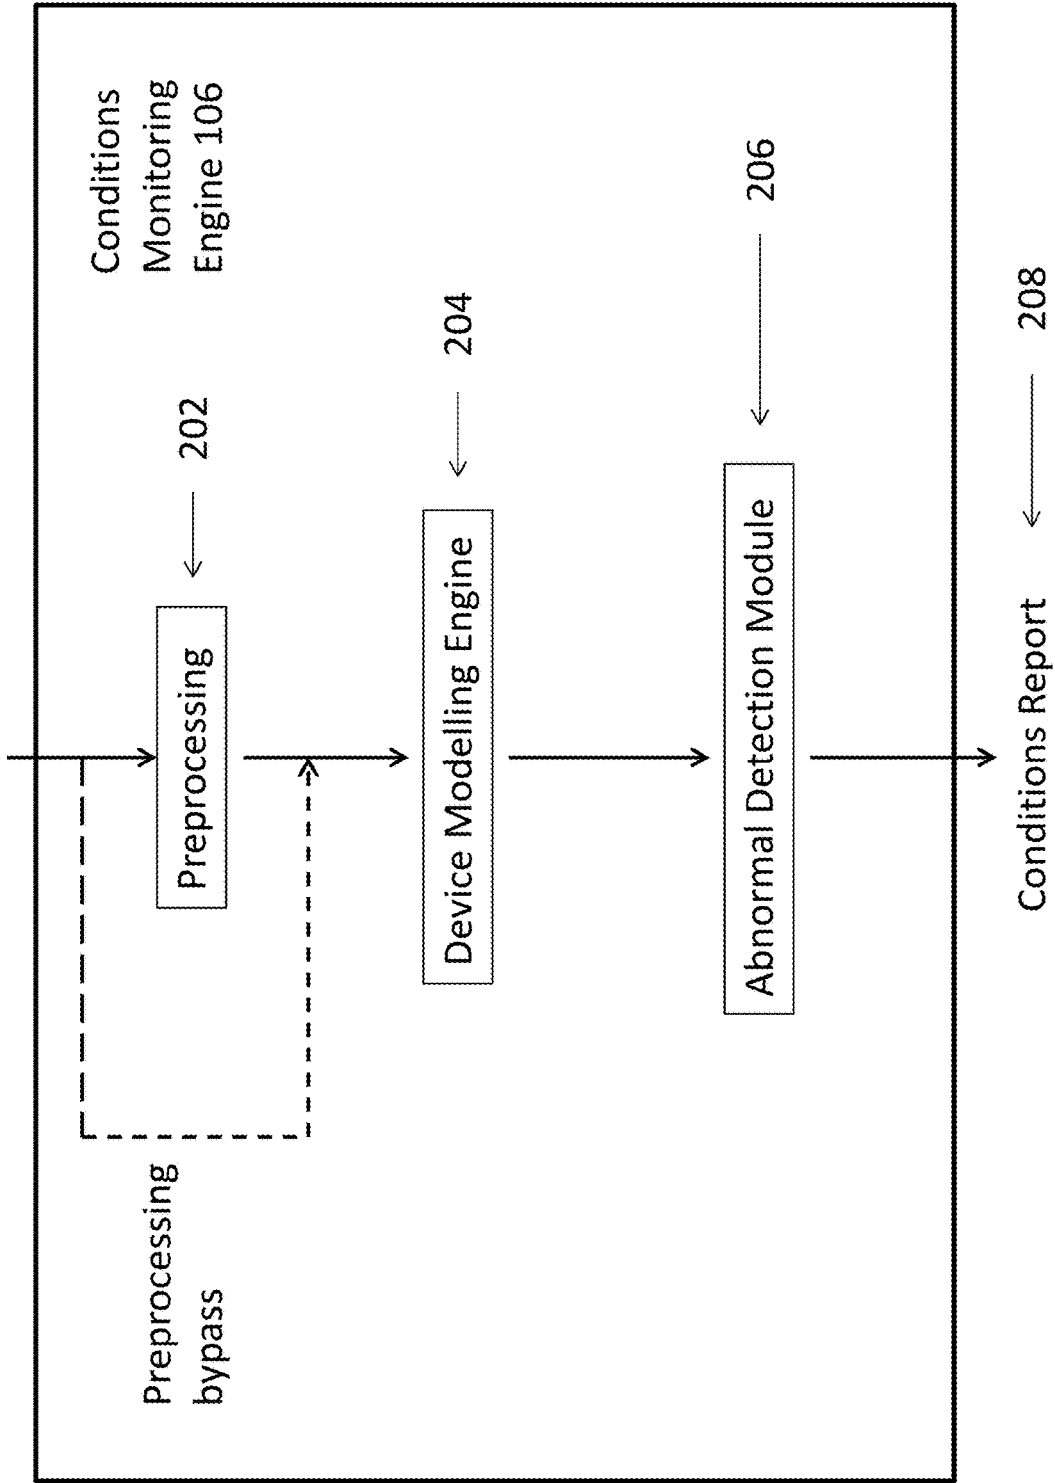 Conditions
Monitoring
Engine 106
Preprocessing
bypass
Preprocessing
202
Device Modelling Engine
204
Abnormal Detection Module
206
Conditions Report
208